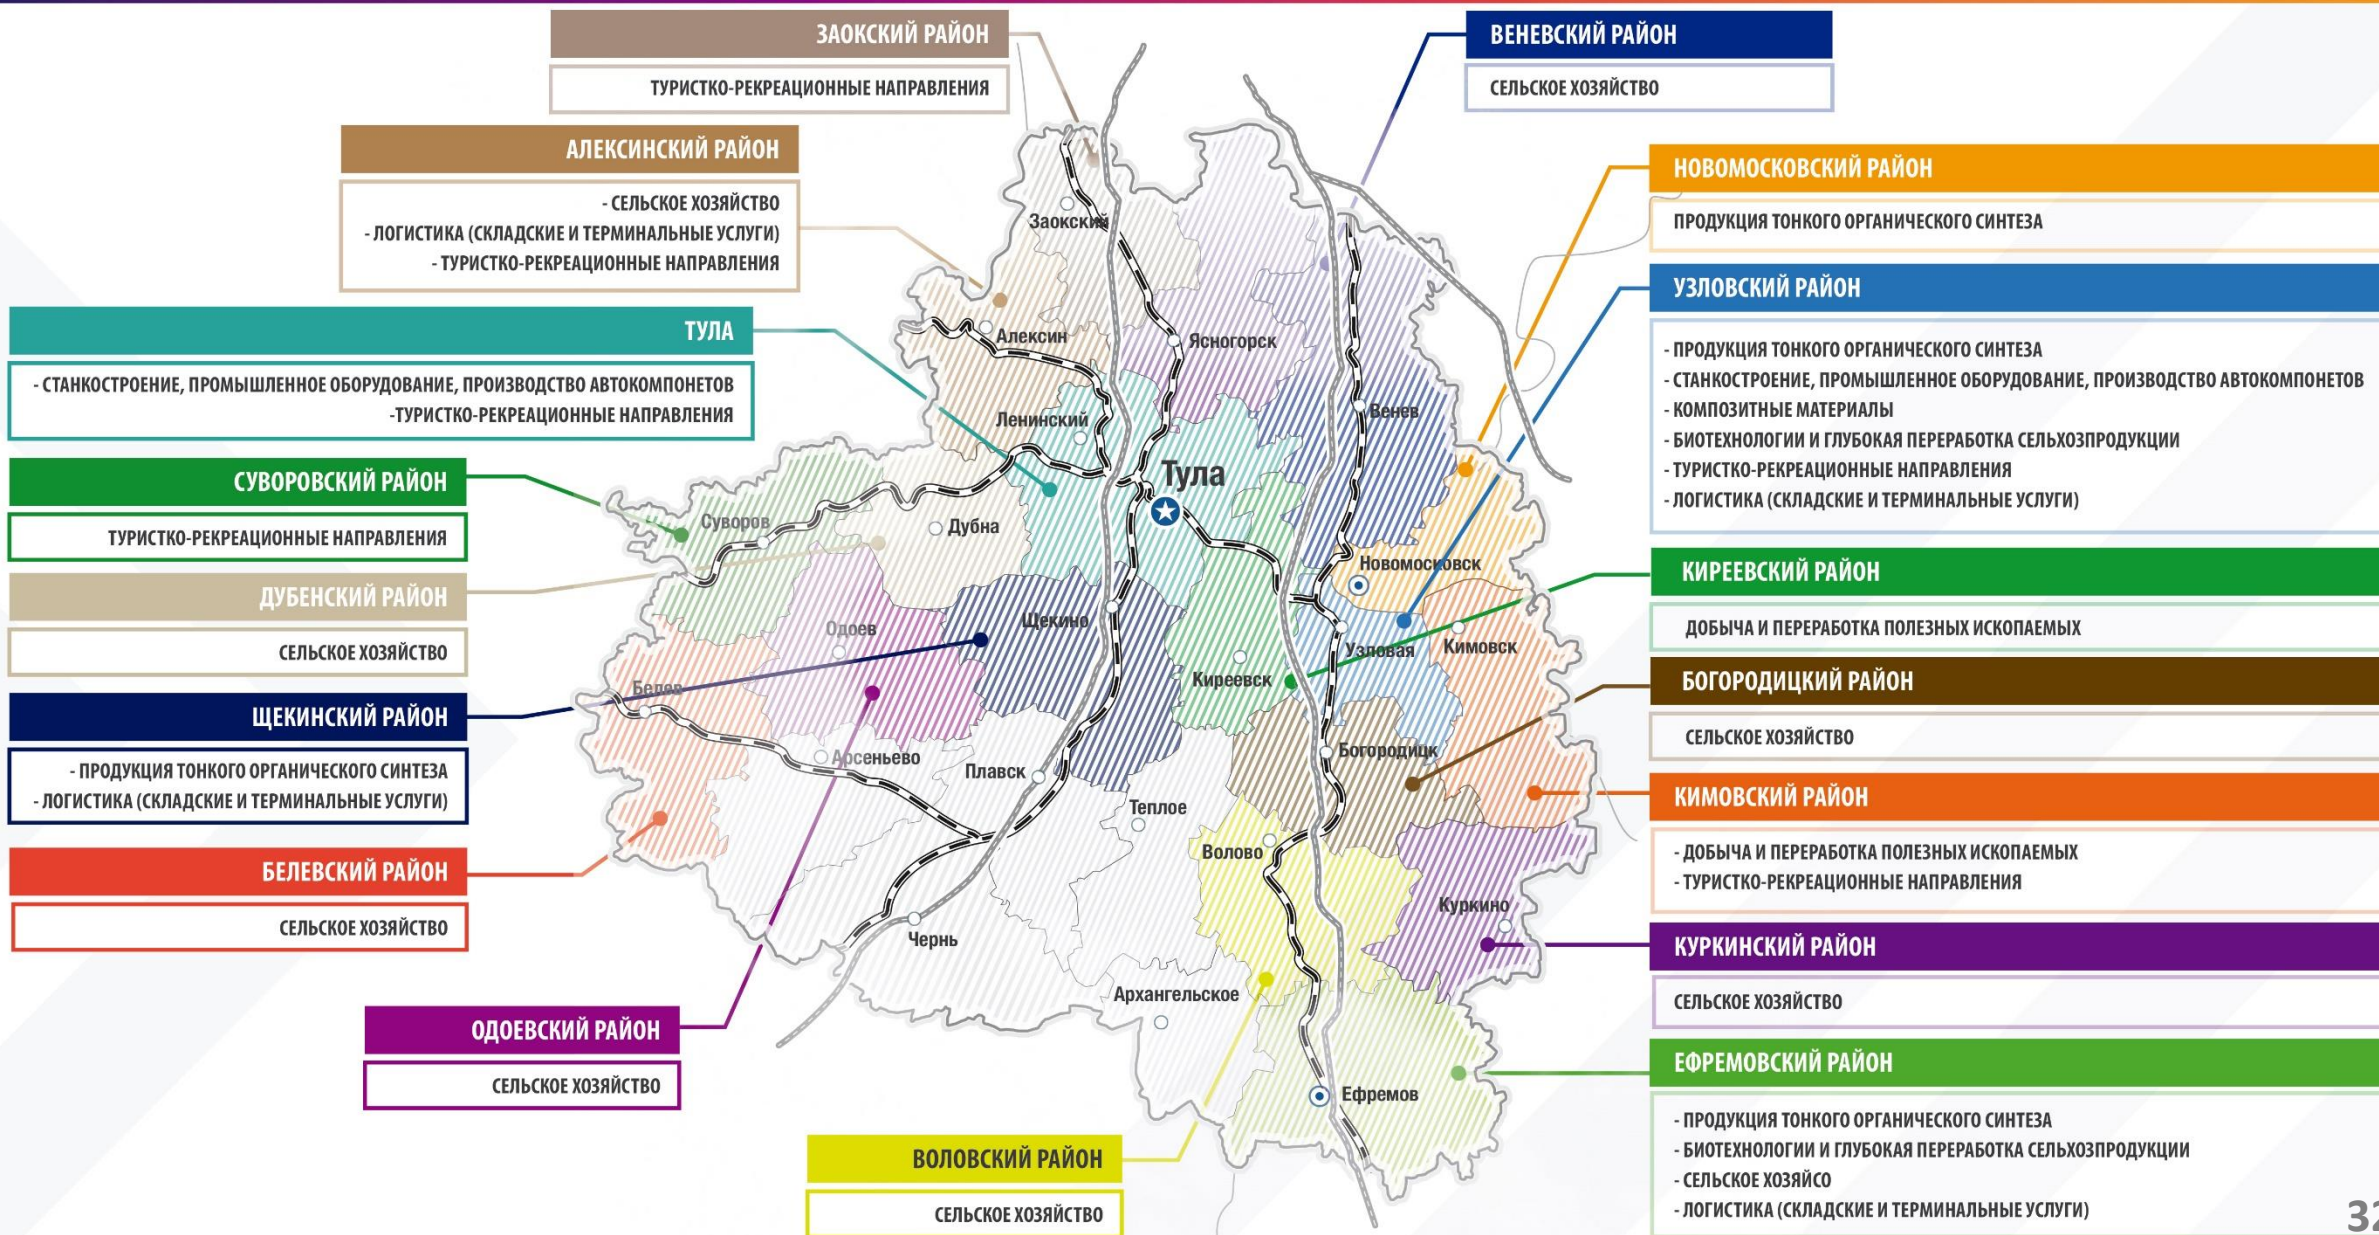 ЗАОКСКИЙ РАЙОН
ТУРИСТКО-РЕКРЕАЦИОННЫЕ НАПРАВЛЕНИЯ
ВЕНЕВСКИЙ РАЙОН
СЕЛЬСКОЕ ХОЗЯЙСТВО
АЛЕКСИНСКИЙ РАЙОН
- СЕЛЬСКОЕ ХОЗЯЙСТВО
- ЛОГИСТИКА (СКЛАДСКИЕ И ТЕРМИНАЛЬНЫЕ УСЛУГИ)
- ТУРИСТКО-РЕКРЕАЦИОННЫЕ НАПРАВЛЕНИЯ
ТУЛА
- СТАНКОСТРОЕНИЕ, ПРОМЫШЛЕННОЕ ОБОРУДОВАНИЕ, ПРОИЗВОДСТВО АВТОКОМПОНЕТОВ
-ТУРИСТКО-РЕКРЕАЦИОННЫЕ НАПРАВЛЕНИЯ
СУВОРОВСКИЙ РАЙОН
ТУРИСТКО-РЕКРЕАЦИОННЫЕ НАПРАВЛЕНИЯ
ДУБЕНСКИЙ РАЙОН
СЕЛЬСКОЕ ХОЗЯЙСТВО
ЩЕКИНСКИЙ РАЙОН
- ПРОДУКЦИЯ ТОНКОГО ОРГАНИЧЕСКОГО СИНТЕЗА
- ЛОГИСТИКА (СКЛАДСКИЕ И ТЕРМИНАЛЬНЫЕ УСЛУГИ)
БЕЛЕВСКИЙ РАЙОН
СЕЛЬСКОЕ ХОЗЯЙСТВО
ОДОЕВСКИЙ РАЙОН
СЕЛЬСКОЕ ХОЗЯЙСТВО
ВОЛОВСКИЙ РАЙОН
СЕЛЬСКОЕ ХОЗЯЙСТВО
Заокский
Алексин
Ясногорск
Ленинский
Венев
Тула
Суворов
Дубна
Новомосковск
Одоев
Щекино
Узловая
Кимовск
Киреевск
Белев
Арсеньево
Плавск
Богородицк
Теплое
Волово
Куркино
Чернь
Архангельское
Ефремов
НОВОМОСКОВСКИЙ РАЙОН
ПРОДУКЦИЯ ТОНКОГО ОРГАНИЧЕСКОГО СИНТЕЗА
УЗЛОВСКИЙ РАЙОН
- ПРОДУКЦИЯ ТОНКОГО ОРГАНИЧЕСКОГО СИНТЕЗА
- СТАНКОСТРОЕНИЕ, ПРОМЫШЛЕННОЕ ОБОРУДОВАНИЕ, ПРОИЗВОДСТВО АВТОКОМПОНЕТОВ
- КОМПОЗИТНЫЕ МАТЕРИАЛЫ
- БИОТЕХНОЛОГИИ И ГЛУБОКАЯ ПЕРЕРАБОТКА СЕЛЬХОЗПРОДУКЦИИ
- ТУРИСТКО-РЕКРЕАЦИОННЫЕ НАПРАВЛЕНИЯ
- ЛОГИСТИКА (СКЛАДСКИЕ И ТЕРМИНАЛЬНЫЕ УСЛУГИ)
КИРЕЕВСКИЙ РАЙОН
ДОБЫЧА И ПЕРЕРАБОТКА ПОЛЕЗНЫХ ИСКОПАЕМЫХ
БОГОРОДИЦКИЙ РАЙОН
СЕЛЬСКОЕ ХОЗЯЙСТВО
КИМОВСКИЙ РАЙОН
- ДОБЫЧА И ПЕРЕРАБОТКА ПОЛЕЗНЫХ ИСКОПАЕМЫХ
- ТУРИСТКО-РЕКРЕАЦИОННЫЕ НАПРАВЛЕНИЯ
КУРКИНСКИЙ РАЙОН
СЕЛЬСКОЕ ХОЗЯЙСТВО
ЕФРЕМОВСКИЙ РАЙОН
- ПРОДУКЦИЯ ТОНКОГО ОРГАНИЧЕСКОГО СИНТЕЗА
- БИОТЕХНОЛОГИИ И ГЛУБОКАЯ ПЕРЕРАБОТКА СЕЛЬХОЗПРОДУКЦИИ
- СЕЛЬСКОЕ ХОЗЯЙСО
- ЛОГИСТИКА (СКЛАДСКИЕ И ТЕРМИНАЛЬНЫЕ УСЛУГИ)
32